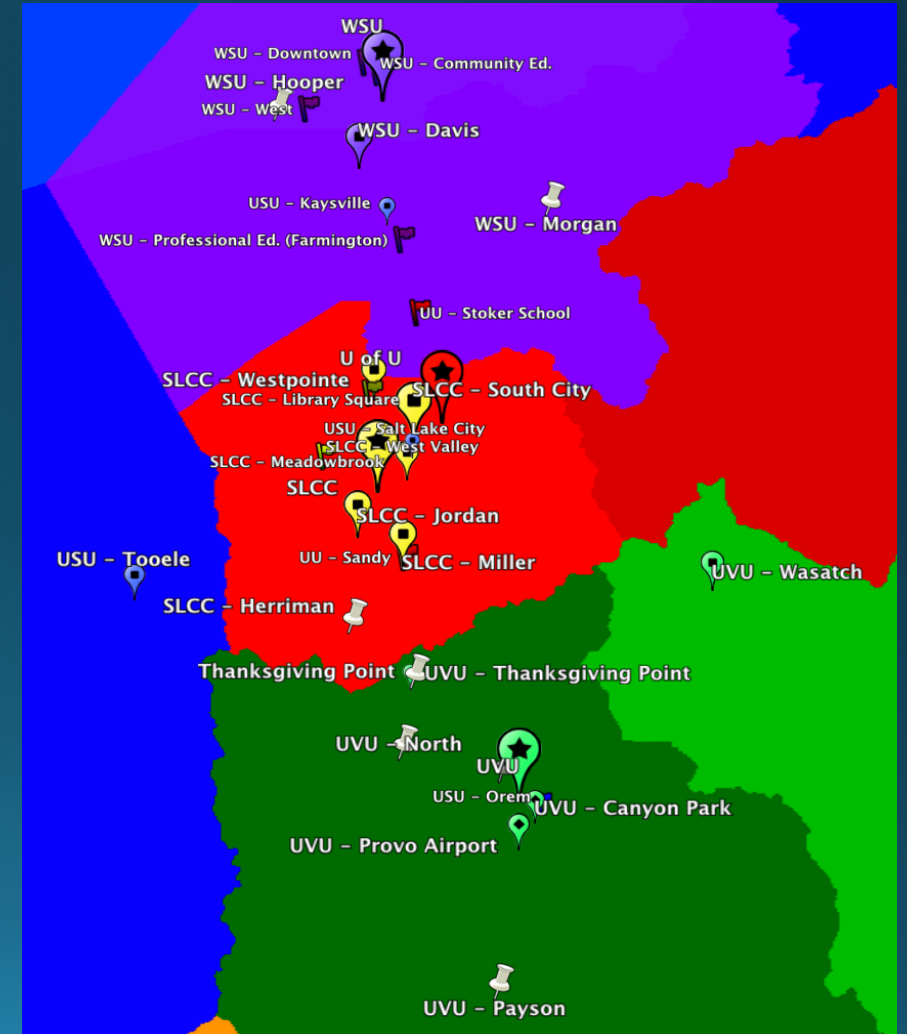 WSU
WSU – Downtown
WSU – Community Ed.
WSU – Hooper
WSU – West
WSU – Davis
USU – Kaysville
WSU – Morgan
WSU – Professional Ed. (Farmington)
UU – Stoker School
U of U
SLCC – Westpointe
SLCC – South City
SLCC – Library Square
USU – Salt Lake City
SLCC – West Valley
SLCC – Meadowbrook
SLCC
SLCC – Jordan
UU – Sandy
SLCC – Miller
USU – Tooele
UVU – Wasatch
SLCC – Herriman
Thanksgiving Point
UVU – Thanksgiving Point
UVU – North
UVU
USU – Orem
UVU – Canyon Park
UVU – Provo Airport
UVU – Payson